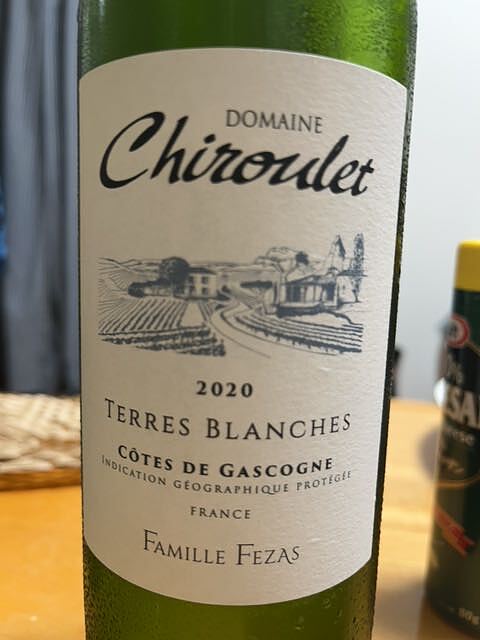 DOMAINE
Chiroulet
2020
TERRES BLANCHES
CÔTES DE GASCOGNE
INDICATION GÉOGRAPHIQUE PROTÉGÉE
FRANCE
FAMILLE FEZAS